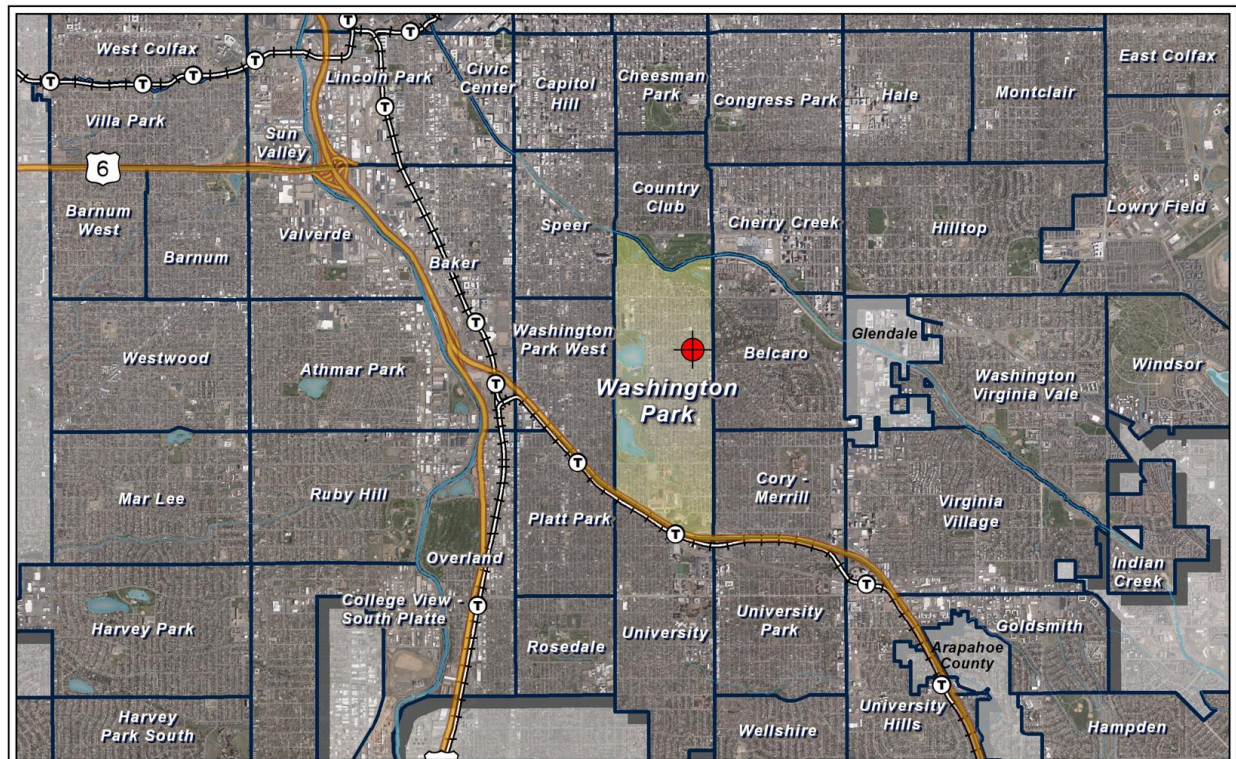 West Colfax
Lincoln Park
Civic
Center
Capitol
Hill
Cheesman
Park
Congress Park
Hale
Montclair
East Colfax
Villa Park
Sun
Valley
6
Barnum
West
Barnum
Valverde
Baker
Speer
Country
Club
Cherry Creek
Hilltop
Lowry Field
Westwood
Athmar Park
Washington
Park West
Washington
Park
Belcaro
Glendale
Washington
Virginia Vale
Windsor
Mar Lee
Ruby Hill
Platt Park
Cory -
Merrill
Virginia
Village
Indian
Creek
Overland
Harvey Park
College View -
South Platte
Rosedale
University
University
Park
Goldsmith
Arapahoe
County
Harvey
Park South
Wellshire
University
Hills
Hampden
T
T
T
T
T
T
T
T
T
T
T
T
T
T